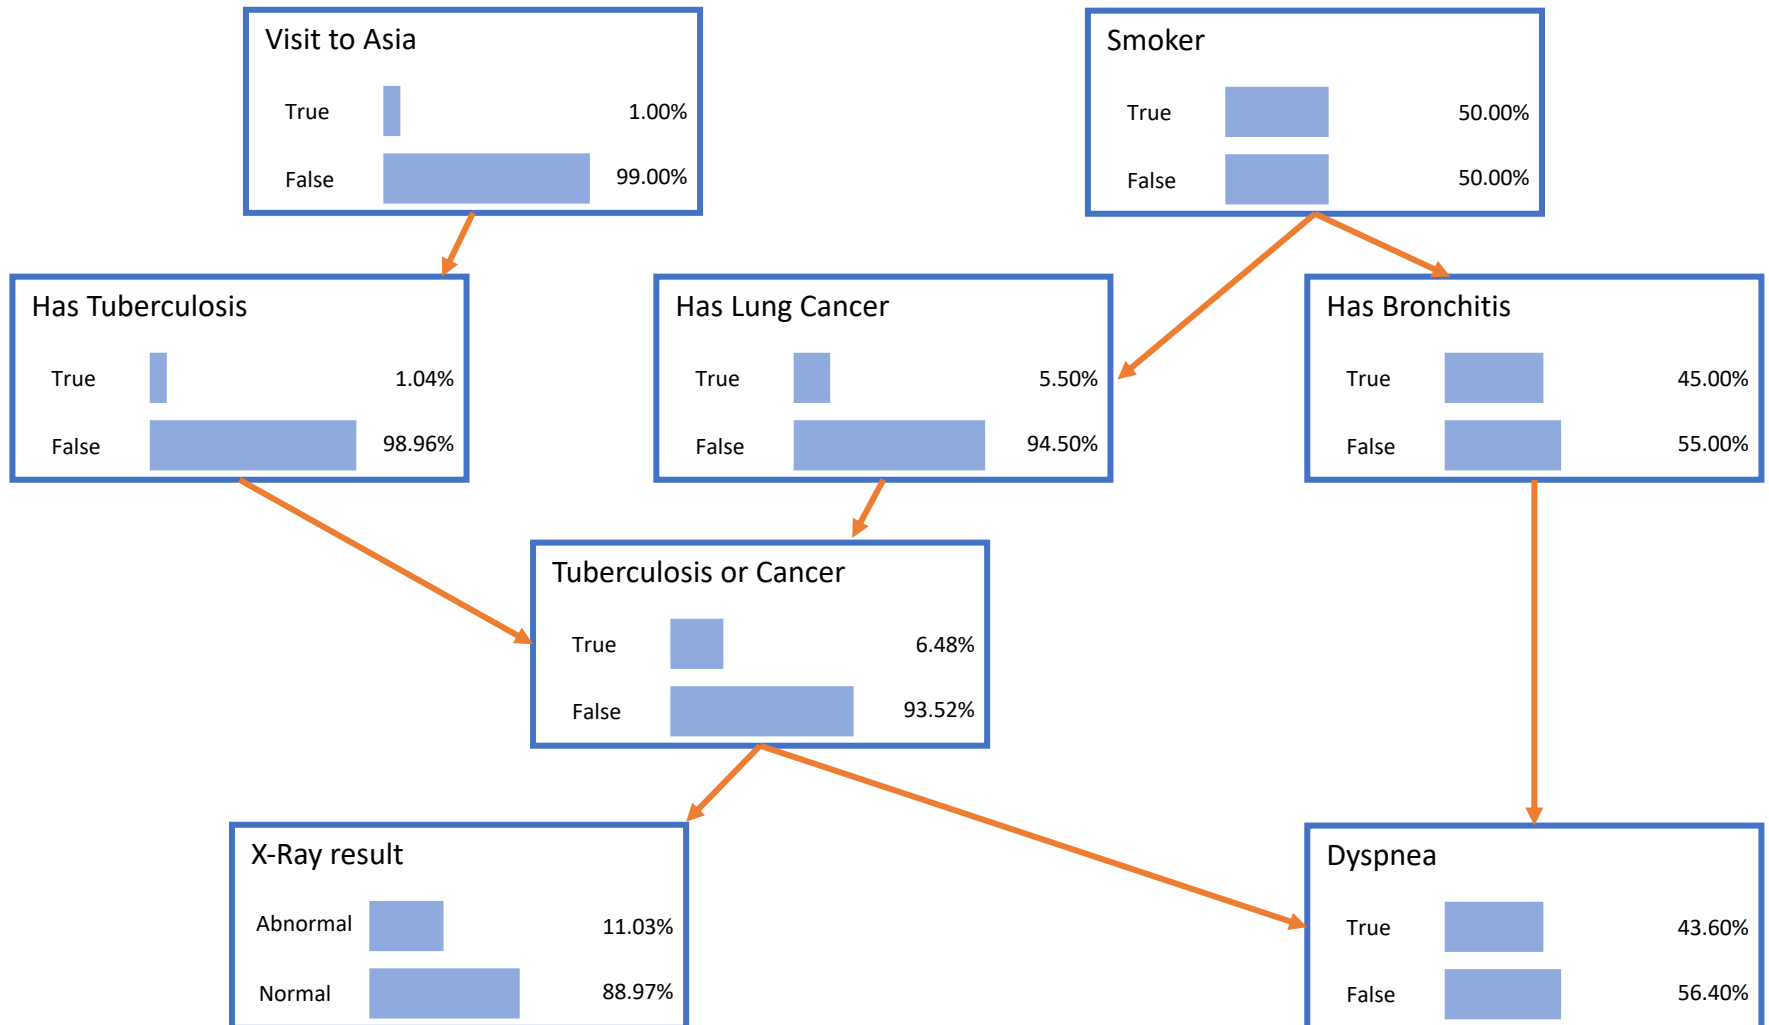 Visit to Asia
True 1.00%
False 99.00%
Smoker
True 50.00%
False 50.00%
Has Tuberculosis
True 1.04%
False 98.96%
Has Lung Cancer
True 5.50%
False 94.50%
Has Bronchitis
True 45.00%
False 55.00%
Tuberculosis or Cancer
True 6.48%
False 93.52%
X-Ray result
Abnormal 11.03%
Normal 88.97%
Dyspnea
True 43.60%
False 56.40%